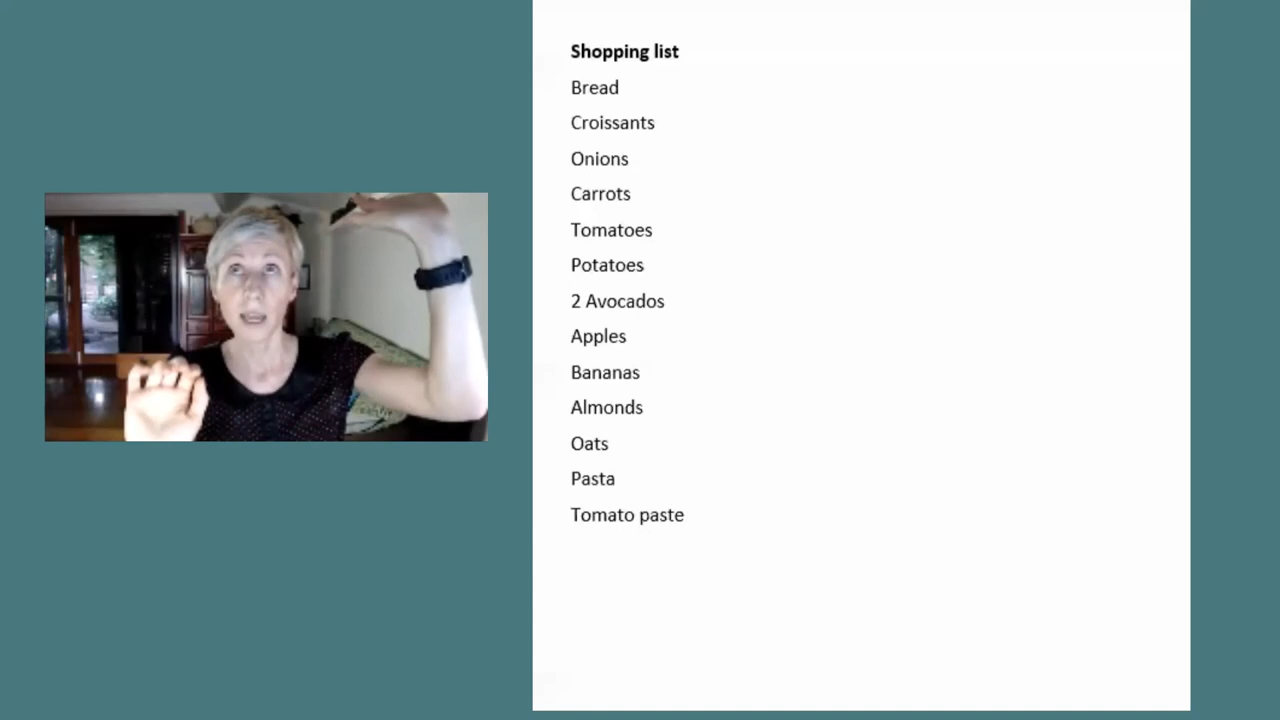 Shopping list
Bread
Croissants
Onions
Carrots
Tomatoes
Potatoes
2 Avocados
Apples
Bananas
Almonds
Oats
Pasta
Tomato paste